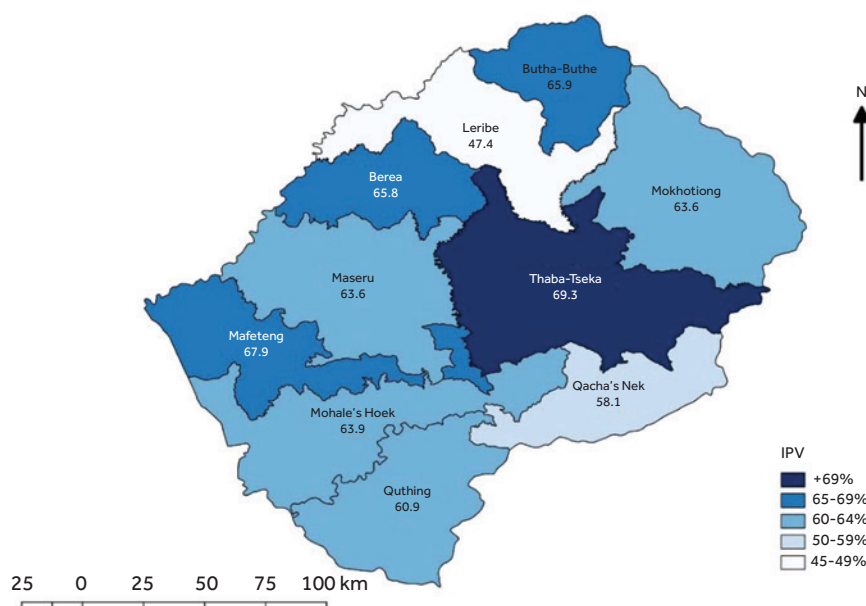 Butha-Buthe
65.9
N
Leribe
47.4
Berea
65.8
Mokhotiong
63.6
Maseru
63.6
Thaba-Tseka
69.3
Mafeteng
67.9
Qacha's Nek
58.1
Mohale's Hoek
63.9
Quthing
60.9
IPV
+69%
65-69%
60-64%
50-59%
45-49%
25 0 25 50 75 100 km